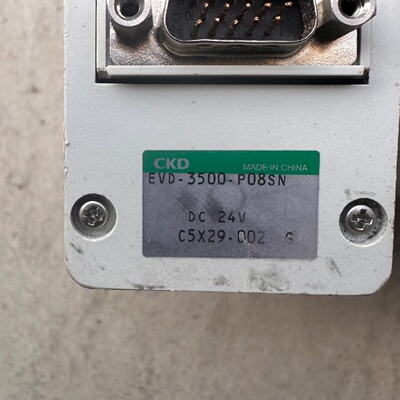 CKD MADE IN CHINA
EVD-3500-P08SN
DC 24V
C5X29-002 G